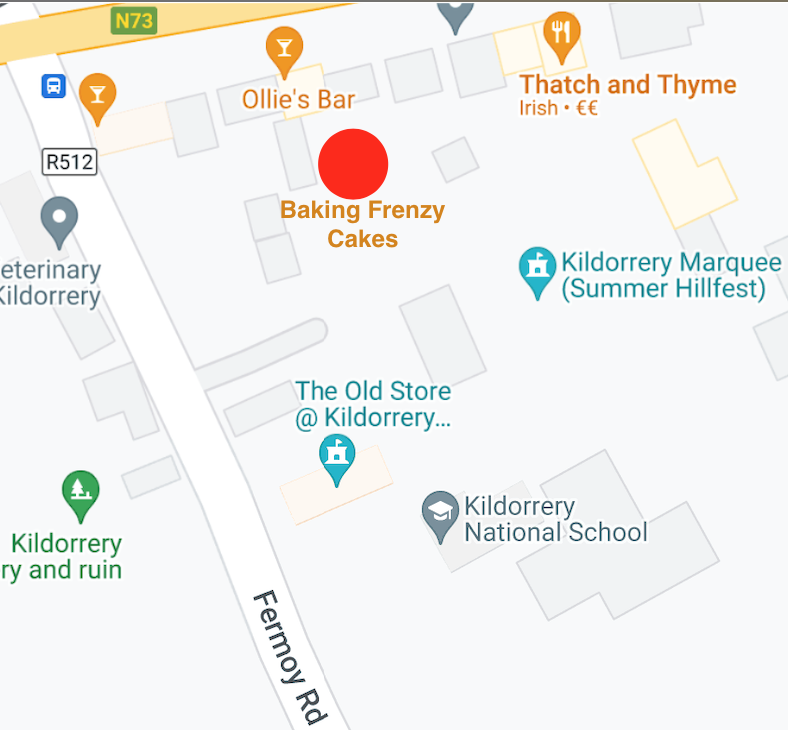 N73
Ollie's Bar
Thatch and Thyme
Irish • €€
R512
Baking Frenzy
Cakes
eterinary
Kildorrery
Kildorrery Marquee
(Summer Hillfest)
The Old Store
@ Kildorrery...
Kildorrery
National School
Kildorrery
ry and ruin
Fermoy Rd